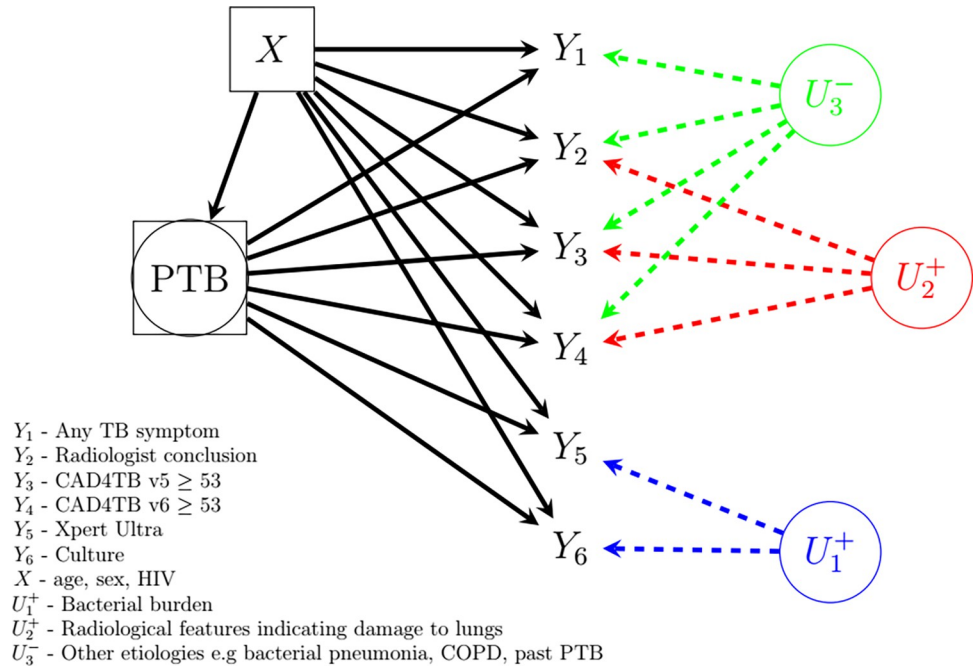 X
Y₁
U₃⁻
Y₂
Y₃
PTB
U₂⁺
Y₄
Y₅
Y₆
U₁⁺
Y₁ - Any TB symptom
Y₂ - Radiologist conclusion
Y₃ - CAD4TB v5 ≥ 53
Y₄ - CAD4TB v6 ≥ 53
Y₅ - Xpert Ultra
Y₆ - Culture
X - age, sex, HIV
U₁⁺ - Bacterial burden
U₂⁺ - Radiological features indicating damage to lungs
U₃⁻ - Other etiologies e.g bacterial pneumonia, COPD, past PTB